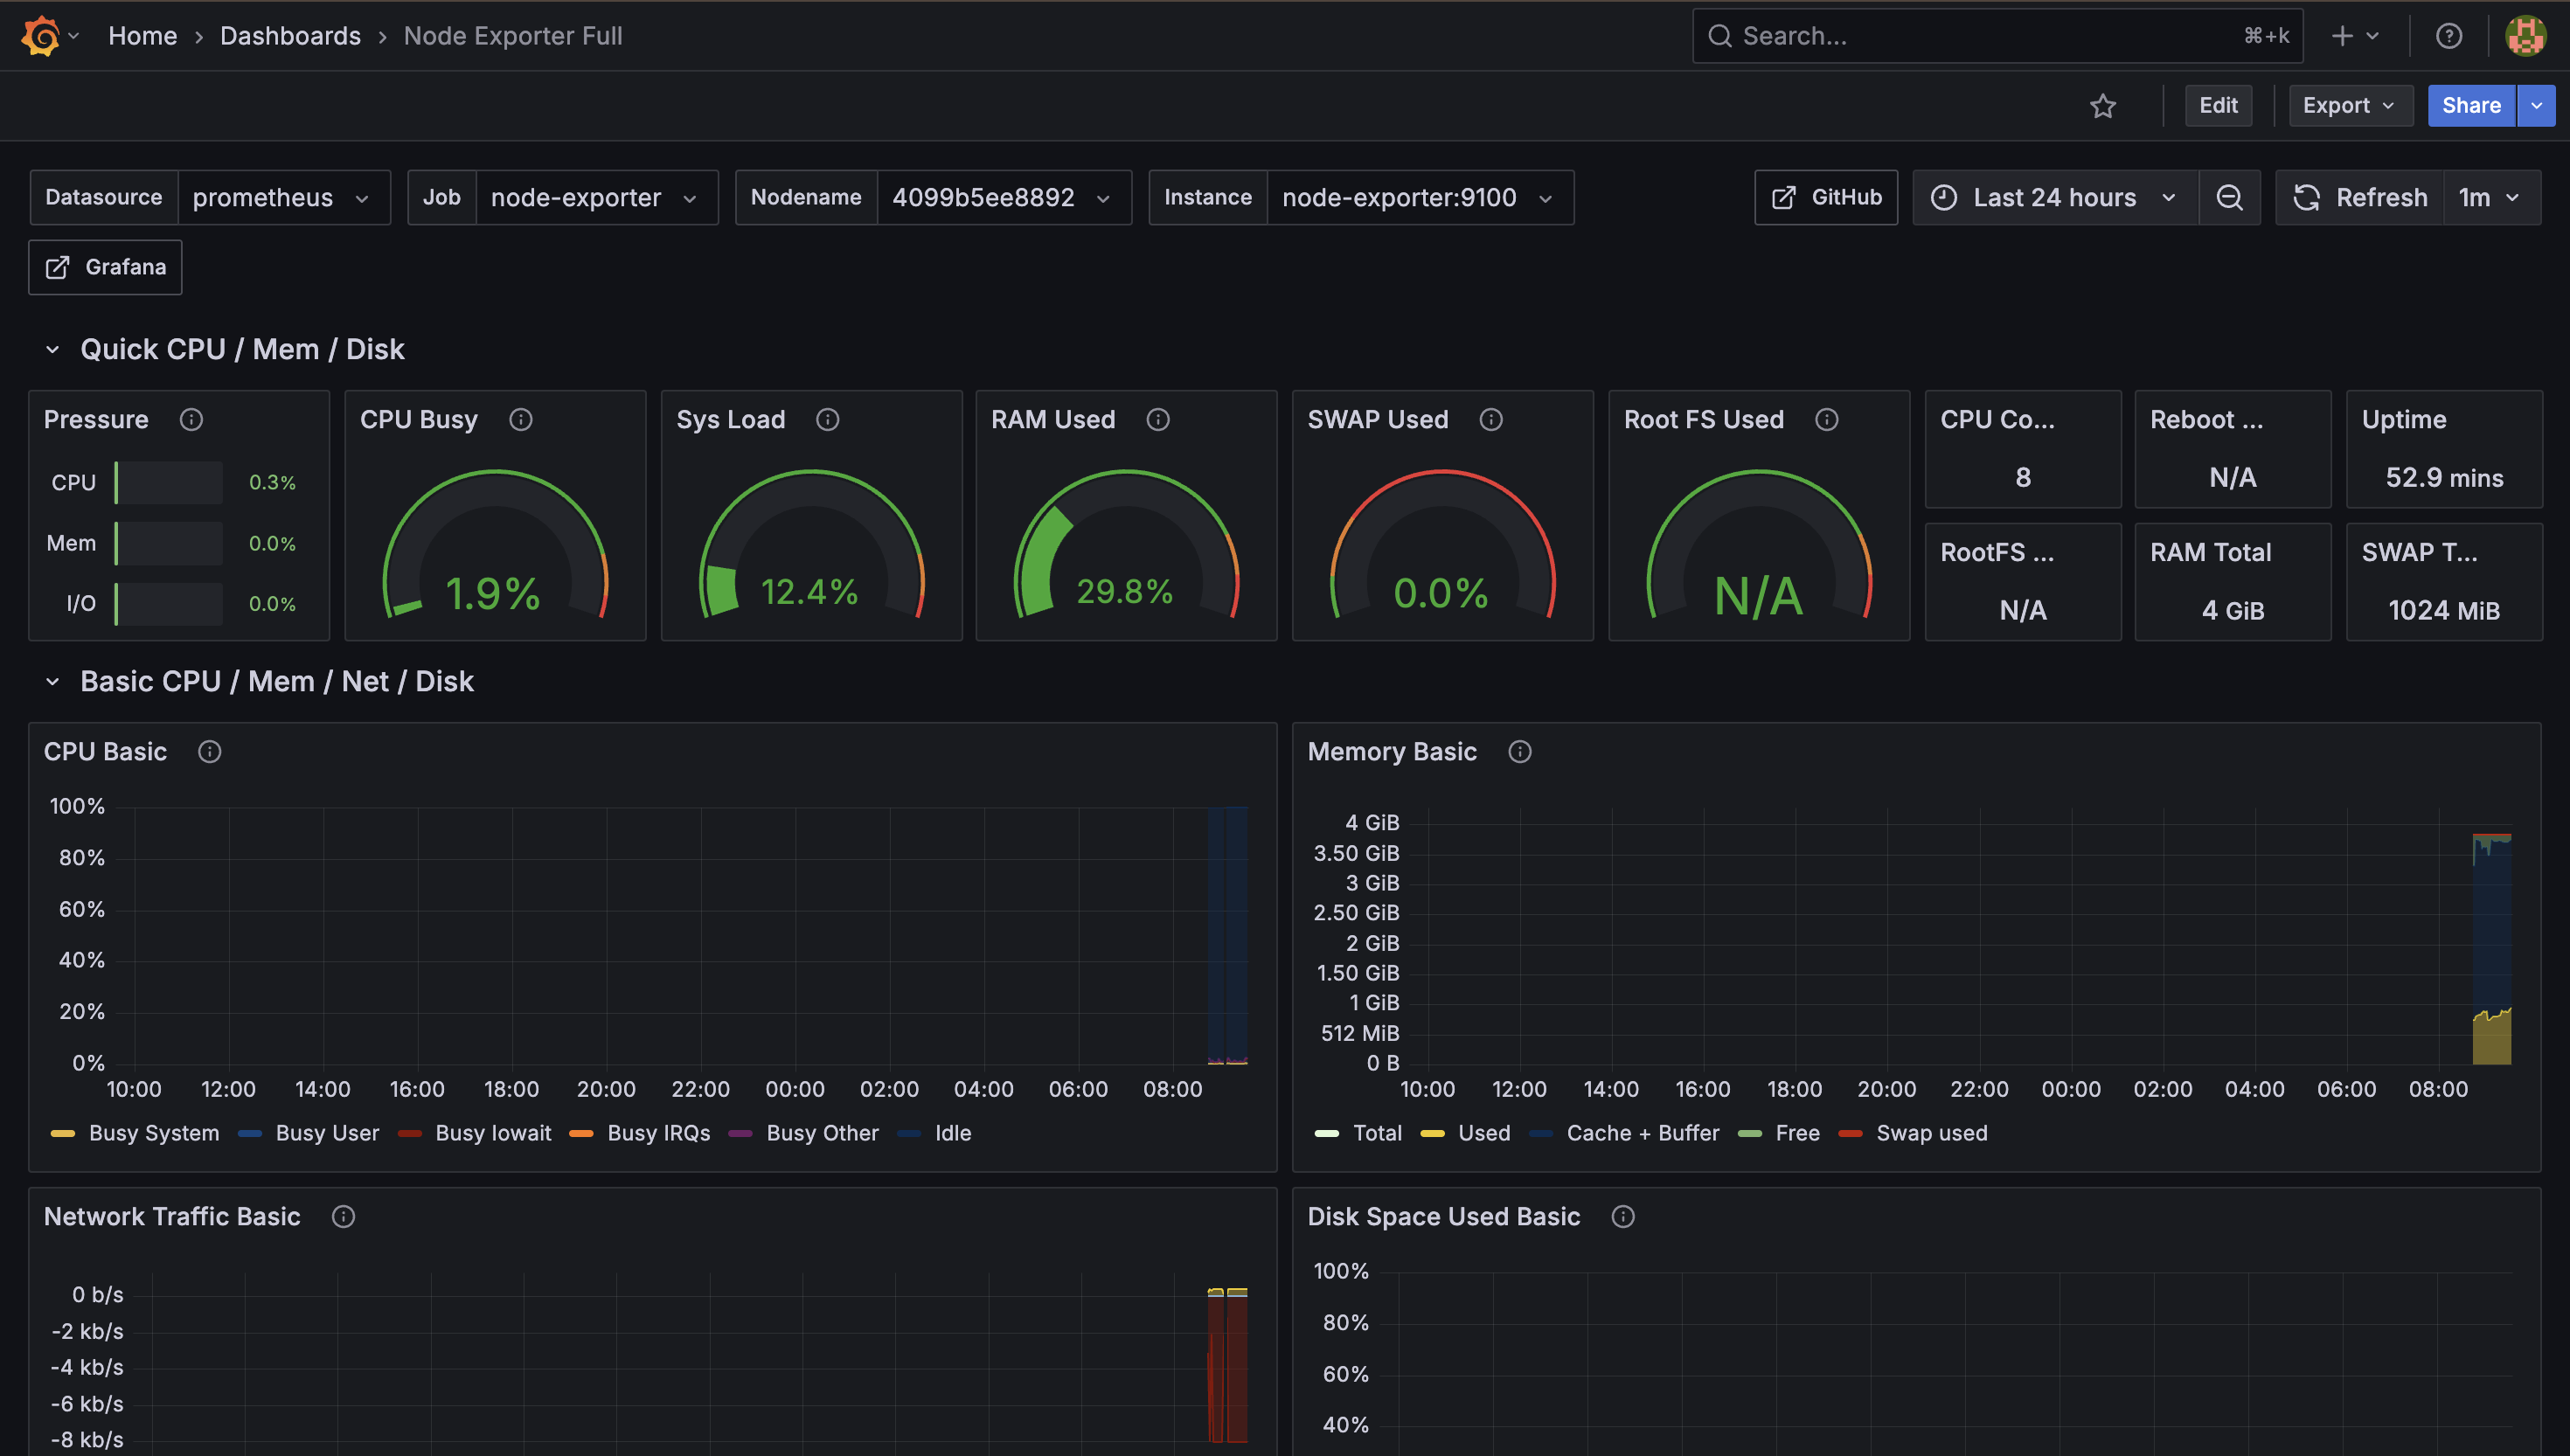 Home › Dashboards › Node Exporter Full
Search... ⌘+k
Edit Export Share
Datasource prometheus Job node-exporter Nodename 4099b5ee8892 Instance node-exporter:9100 GitHub Last 24 hours Refresh 1m
Grafana
Quick CPU / Mem / Disk
Pressure
CPU 0.3%
Mem 0.0%
I/O 0.0%
CPU Busy
1.9%
Sys Load
12.4%
RAM Used
29.8%
SWAP Used
0.0%
Root FS Used
N/A
CPU Co...
8
Reboot ...
N/A
Uptime
52.9 mins
RootFS ...
N/A
RAM Total
4 GiB
SWAP T...
1024 MiB
Basic CPU / Mem / Net / Disk
CPU Basic
100%
80%
60%
40%
20%
0%
10:00 12:00 14:00 16:00 18:00 20:00 22:00 00:00 02:00 04:00 06:00 08:00
Busy System Busy User Busy Iowait Busy IRQs Busy Other Idle
Memory Basic
4 GiB
3.50 GiB
3 GiB
2.50 GiB
2 GiB
1.50 GiB
1 GiB
512 MiB
0 B
10:00 12:00 14:00 16:00 18:00 20:00 22:00 00:00 02:00 04:00 06:00 08:00
Total Used Cache + Buffer Free Swap used
Network Traffic Basic
0 b/s
-2 kb/s
-4 kb/s
-6 kb/s
-8 kb/s
Disk Space Used Basic
100%
80%
60%
40%